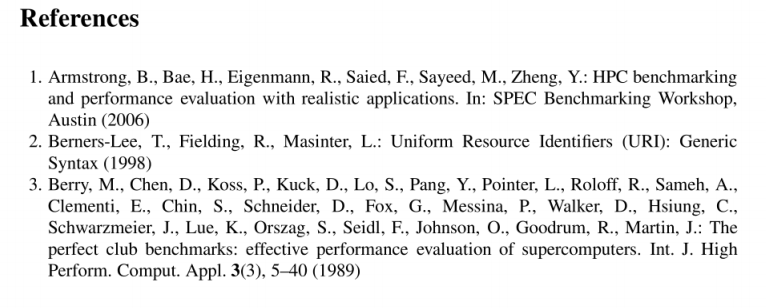 References
1. Armstrong, B., Bae, H., Eigenmann, R., Saied, F., Sayeed, M., Zheng, Y.: HPC benchmarking
and performance evaluation with realistic applications. In: SPEC Benchmarking Workshop,
Austin (2006)
2. Berners-Lee, T., Fielding, R., Masinter, L.: Uniform Resource Identifiers (URI): Generic
Syntax (1998)
3. Berry, M., Chen, D., Koss, P., Kuck, D., Lo, S., Pang, Y., Pointer, L., Roloff, R., Sameh, A.,
Clementi, E., Chin, S., Schneider, D., Fox, G., Messina, P., Walker, D., Hsiung, C.,
Schwarzmeier, J., Lue, K., Orszag, S., Seidl, F., Johnson, O., Goodrum, R., Martin, J.: The
perfect club benchmarks: effective performance evaluation of supercomputers. Int. J. High
Perform. Comput. Appl. 3(3), 5–40 (1989)